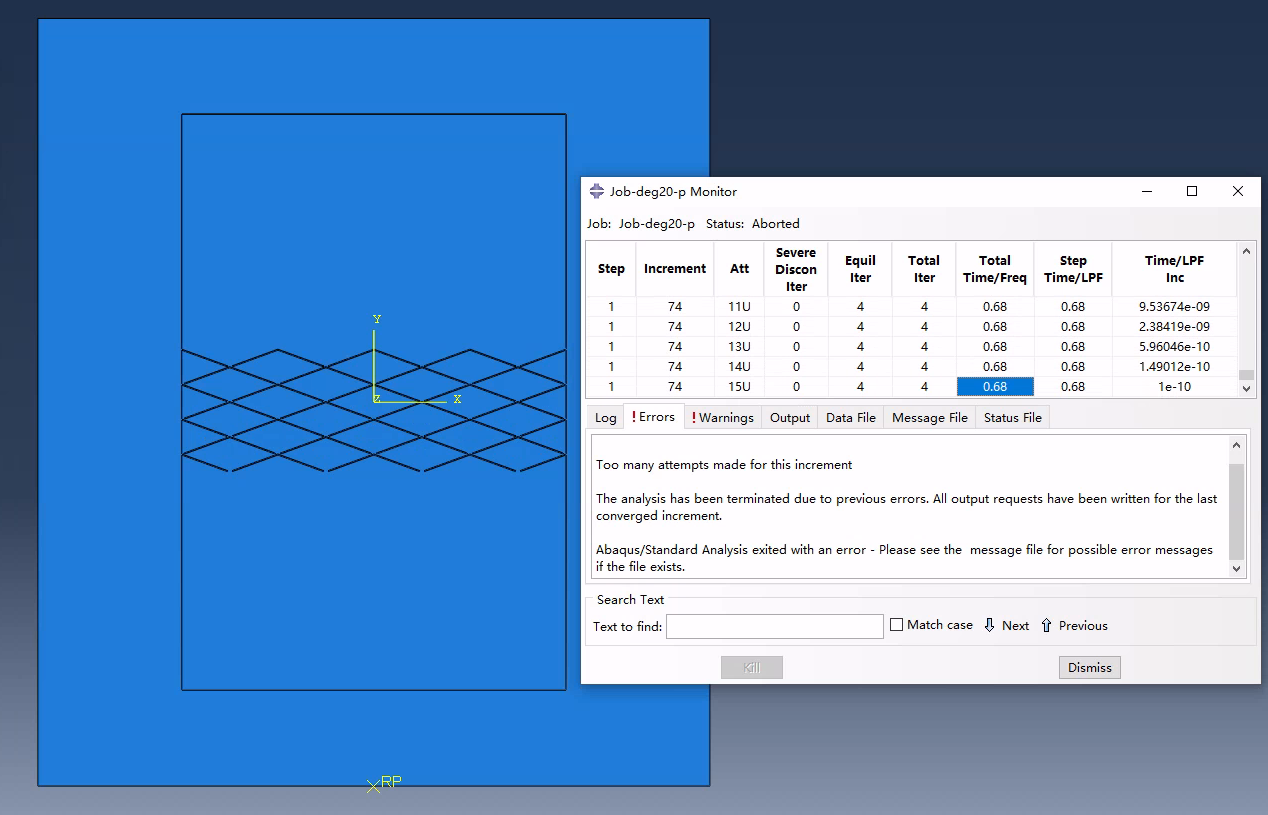 Job-deg20-p Monitor
Job: Job-deg20-p Status: Aborted
Step Increment Att Severe Discon Iter Equil Iter Total Iter Total Time/Freq Step Time/LPF Time/LPF Inc
1 74 11U 0 4 4 0.68 0.68 9.53674e-09
1 74 12U 0 4 4 0.68 0.68 2.38419e-09
1 74 13U 0 4 4 0.68 0.68 5.96046e-10
1 74 14U 0 4 4 0.68 0.68 1.49012e-10
1 74 15U 0 4 4 0.68 0.68 1e-10
Log ! Errors ! Warnings Output Data File Message File Status File
Too many attempts made for this increment
The analysis has been terminated due to previous errors. All output requests have been written for the last
converged increment.
Abaqus/Standard Analysis exited with an error - Please see the message file for possible error messages
if the file exists.
Search Text
Text to find: Match case Next Previous
Kill Dismiss
Y
Z X
RP